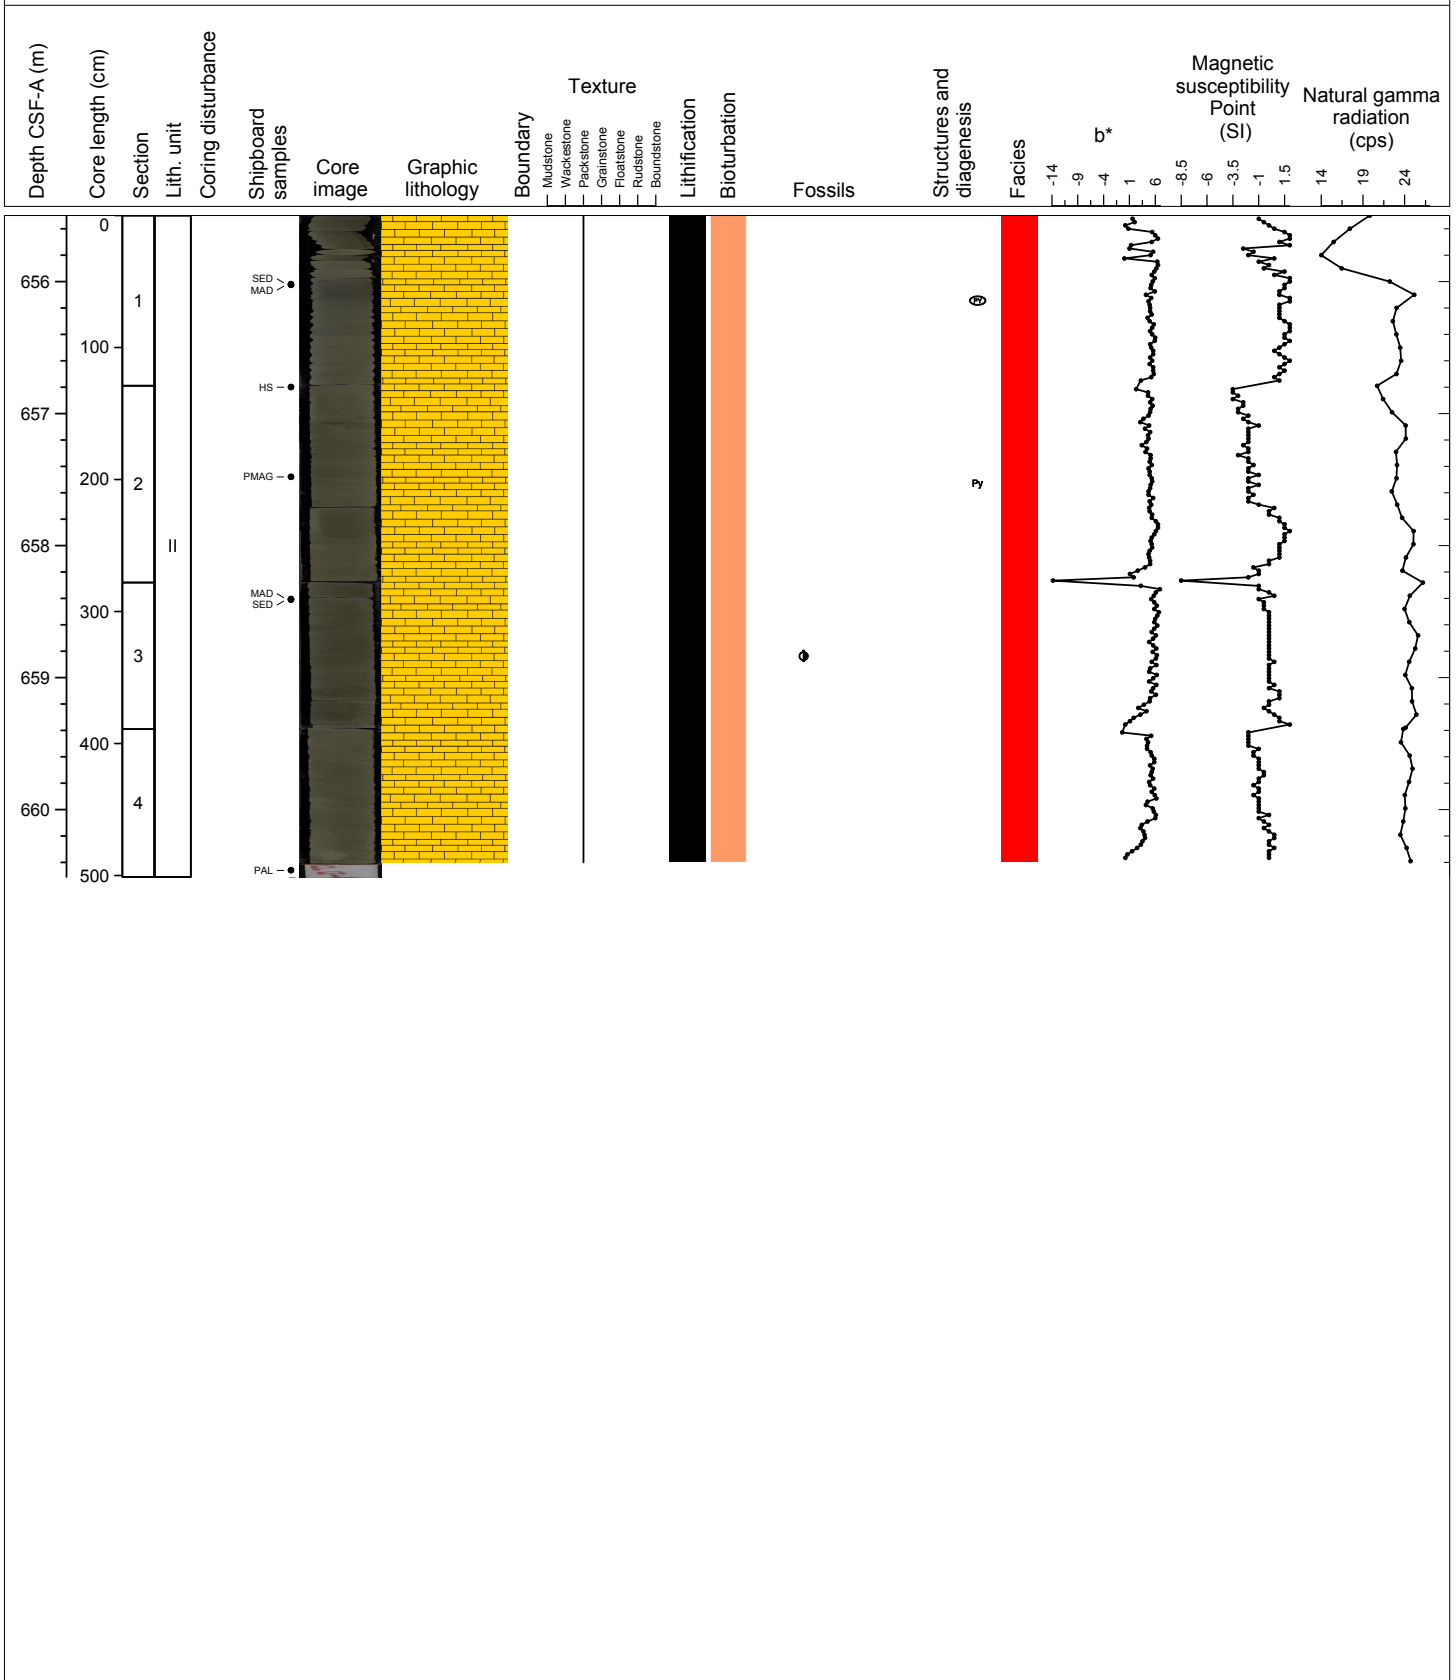 Depth CSF-A (m)
Core length (cm)
Section
Lith. unit
Coring disturbance
Shipboard
samples
Core
image
Graphic
lithology
Boundary
Texture
Mudstone
Wackestone
Packstone
Grainstone
Floatstone
Rudstone
Boundstone
Lithification
Bioturbation
Fossils
Structures and
diagenesis
Facies
b*
-14
-9
-4
1
6
Magnetic
susceptibility
Point
(SI)
-8.5
-6
-3.5
-1
1.5
Natural gamma
radiation
(cps)
14
19
24
656
657
658
659
660
0
100
200
300
400
500
1
2
3
4
II
SED
MAD
HS
PMAG
MAD
SED
PAL
Py
Py